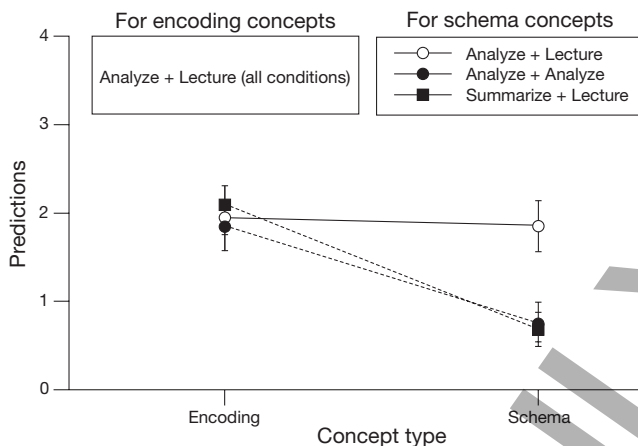 For encoding concepts
For schema concepts
Analyze + Lecture (all conditions)
Analyze + Lecture
Analyze + Analyze
Summarize + Lecture
4
3
2
1
0
Predictions
Encoding
Schema
Concept type